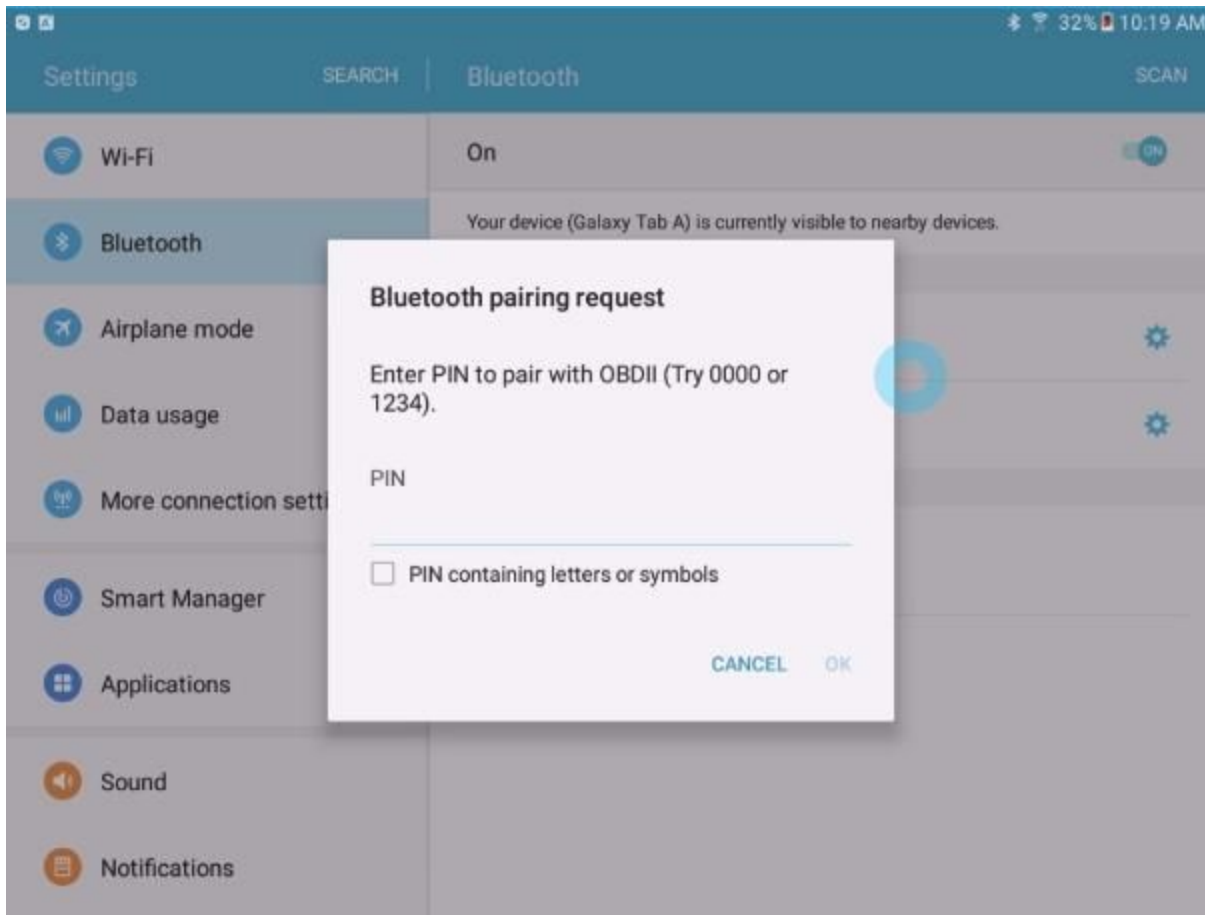 32% 10:19 AM
Settings
SEARCH
Bluetooth
SCAN
Wi-Fi
On
ON
Bluetooth
Your device (Galaxy Tab A) is currently visible to nearby devices.
Airplane mode
Data usage
More connection setti
Smart Manager
Applications
Sound
Notifications
Bluetooth pairing request
Enter PIN to pair with OBDII (Try 0000 or
1234).
PIN
PIN containing letters or symbols
CANCEL
OK